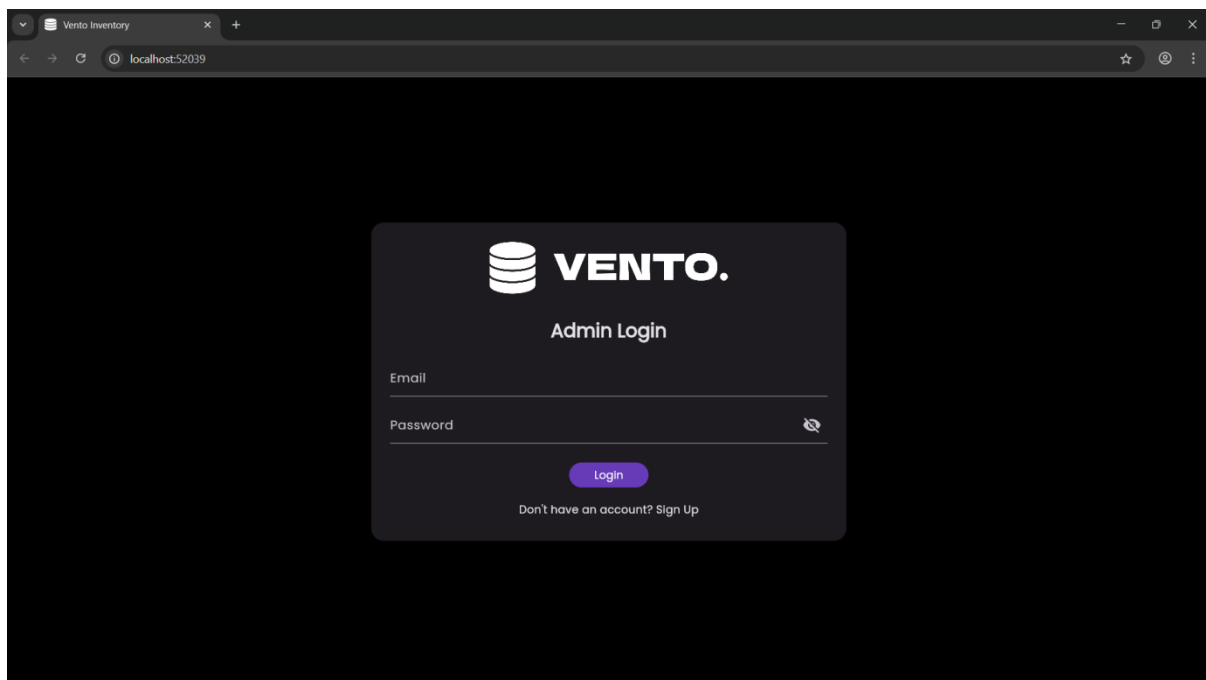 Vento Inventory
localhost:52039
VENTO.
Admin Login
Email
Password
Login
Don't have an account? Sign Up